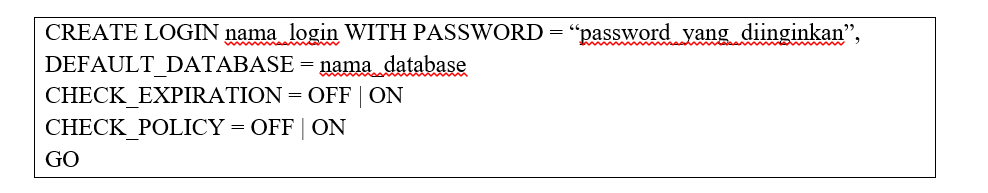 CREATE LOGIN nama_login WITH PASSWORD = “password_yang_diinginkan”,
DEFAULT_DATABASE = nama_database
CHECK_EXPIRATION = OFF | ON
CHECK_POLICY = OFF | ON
GO